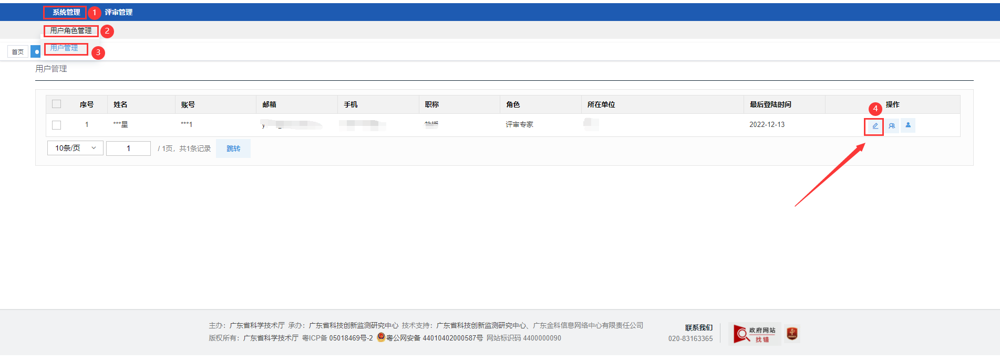 系统管理 1 评审管理
用户角色管理 2
首页 用户管理 3
用户管理
序号 姓名 账号 邮箱 手机 职称 角色 所在单位 最后登陆时间 4 操作
1 ***星 ***1 评审专家 2022-12-13
10条/页 1 / 1页，共1条记录 跳转
主办：广东省科学技术厅 承办：广东省科技创新监测研究中心 技术支持：广东省科技创新监测研究中心、广东金科信息网络中心有限责任公司
版权所有：广东省科学技术厅 粤ICP备 05018469号-2 粤公网安备 44010402000587号 网站标识码 4400000090
联系我们
020-83163365
政府网站
找错